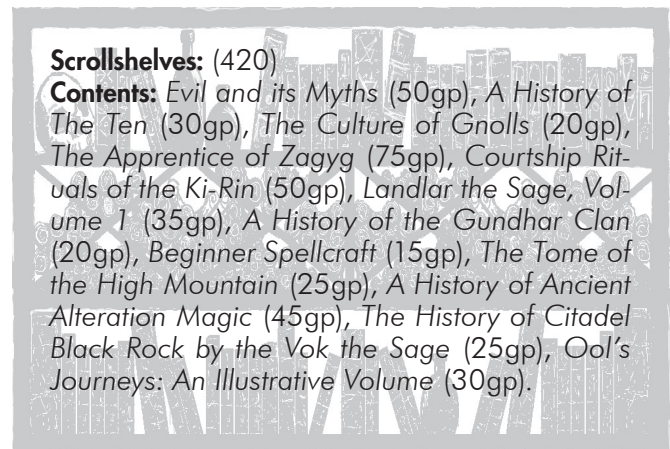 Scrollshelves: (420)
Contents: Evil and its Myths (50gp), A History of
The Ten (30gp), The Culture of Gnolls (20gp),
The Apprentice of Zagyg (75gp), Courtship Rit-
uals of the Ki-Rin (50gp), Landlar the Sage, Vol-
ume 1 (35gp), A History of the Gundhar Clan
(20gp), Beginner Spellcraft (15gp), The Tome of
the High Mountain (25gp), A History of Ancient
Alteration Magic (45gp), The History of Citadel
Black Rock by the Vok the Sage (25gp), Ool's
Journeys: An Illustrative Volume (30gp).